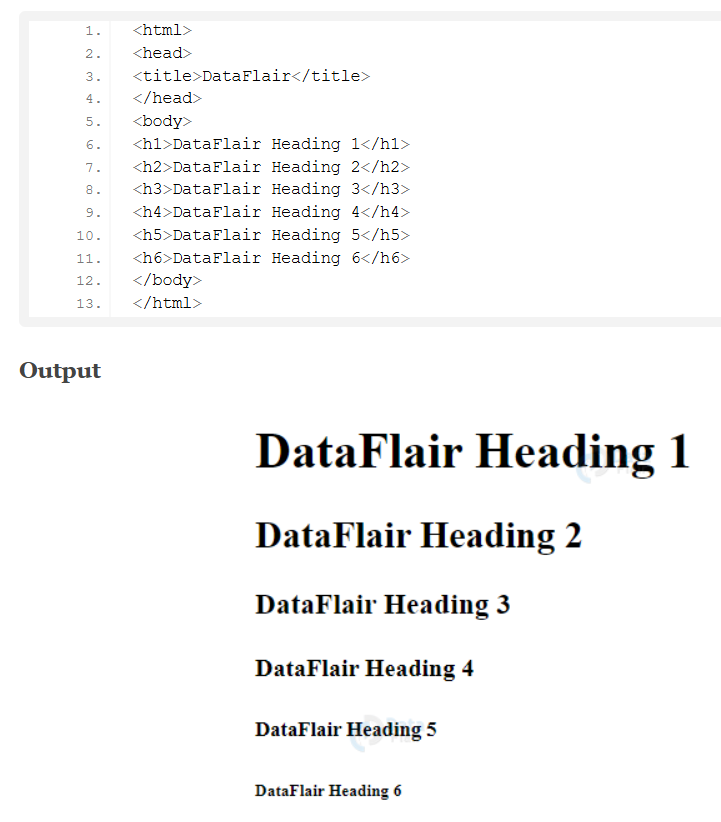 1. <html>
2. <head>
3. <title>DataFlair</title>
4. </head>
5. <body>
6. <h1>DataFlair Heading 1</h1>
7. <h2>DataFlair Heading 2</h2>
8. <h3>DataFlair Heading 3</h3>
9. <h4>DataFlair Heading 4</h4>
10. <h5>DataFlair Heading 5</h5>
11. <h6>DataFlair Heading 6</h6>
12. </body>
13. </html>
Output
DataFlair Heading 1
DataFlair Heading 2
DataFlair Heading 3
DataFlair Heading 4
DataFlair Heading 5
DataFlair Heading 6